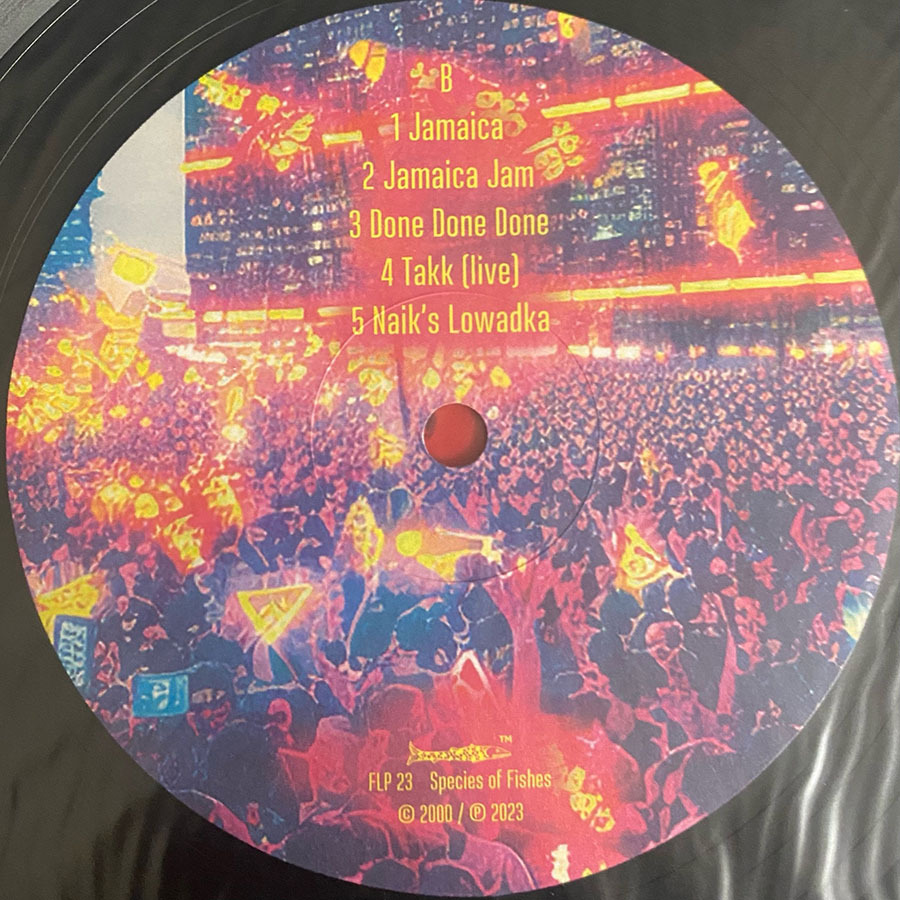 B
1 Jamaica
2 Jamaica Jam
3 Done Done Done
4 Takk (live)
5 Naik's Lowadka
TM
FLP 23 Species of Fishes
© 2000 / ℗ 2023